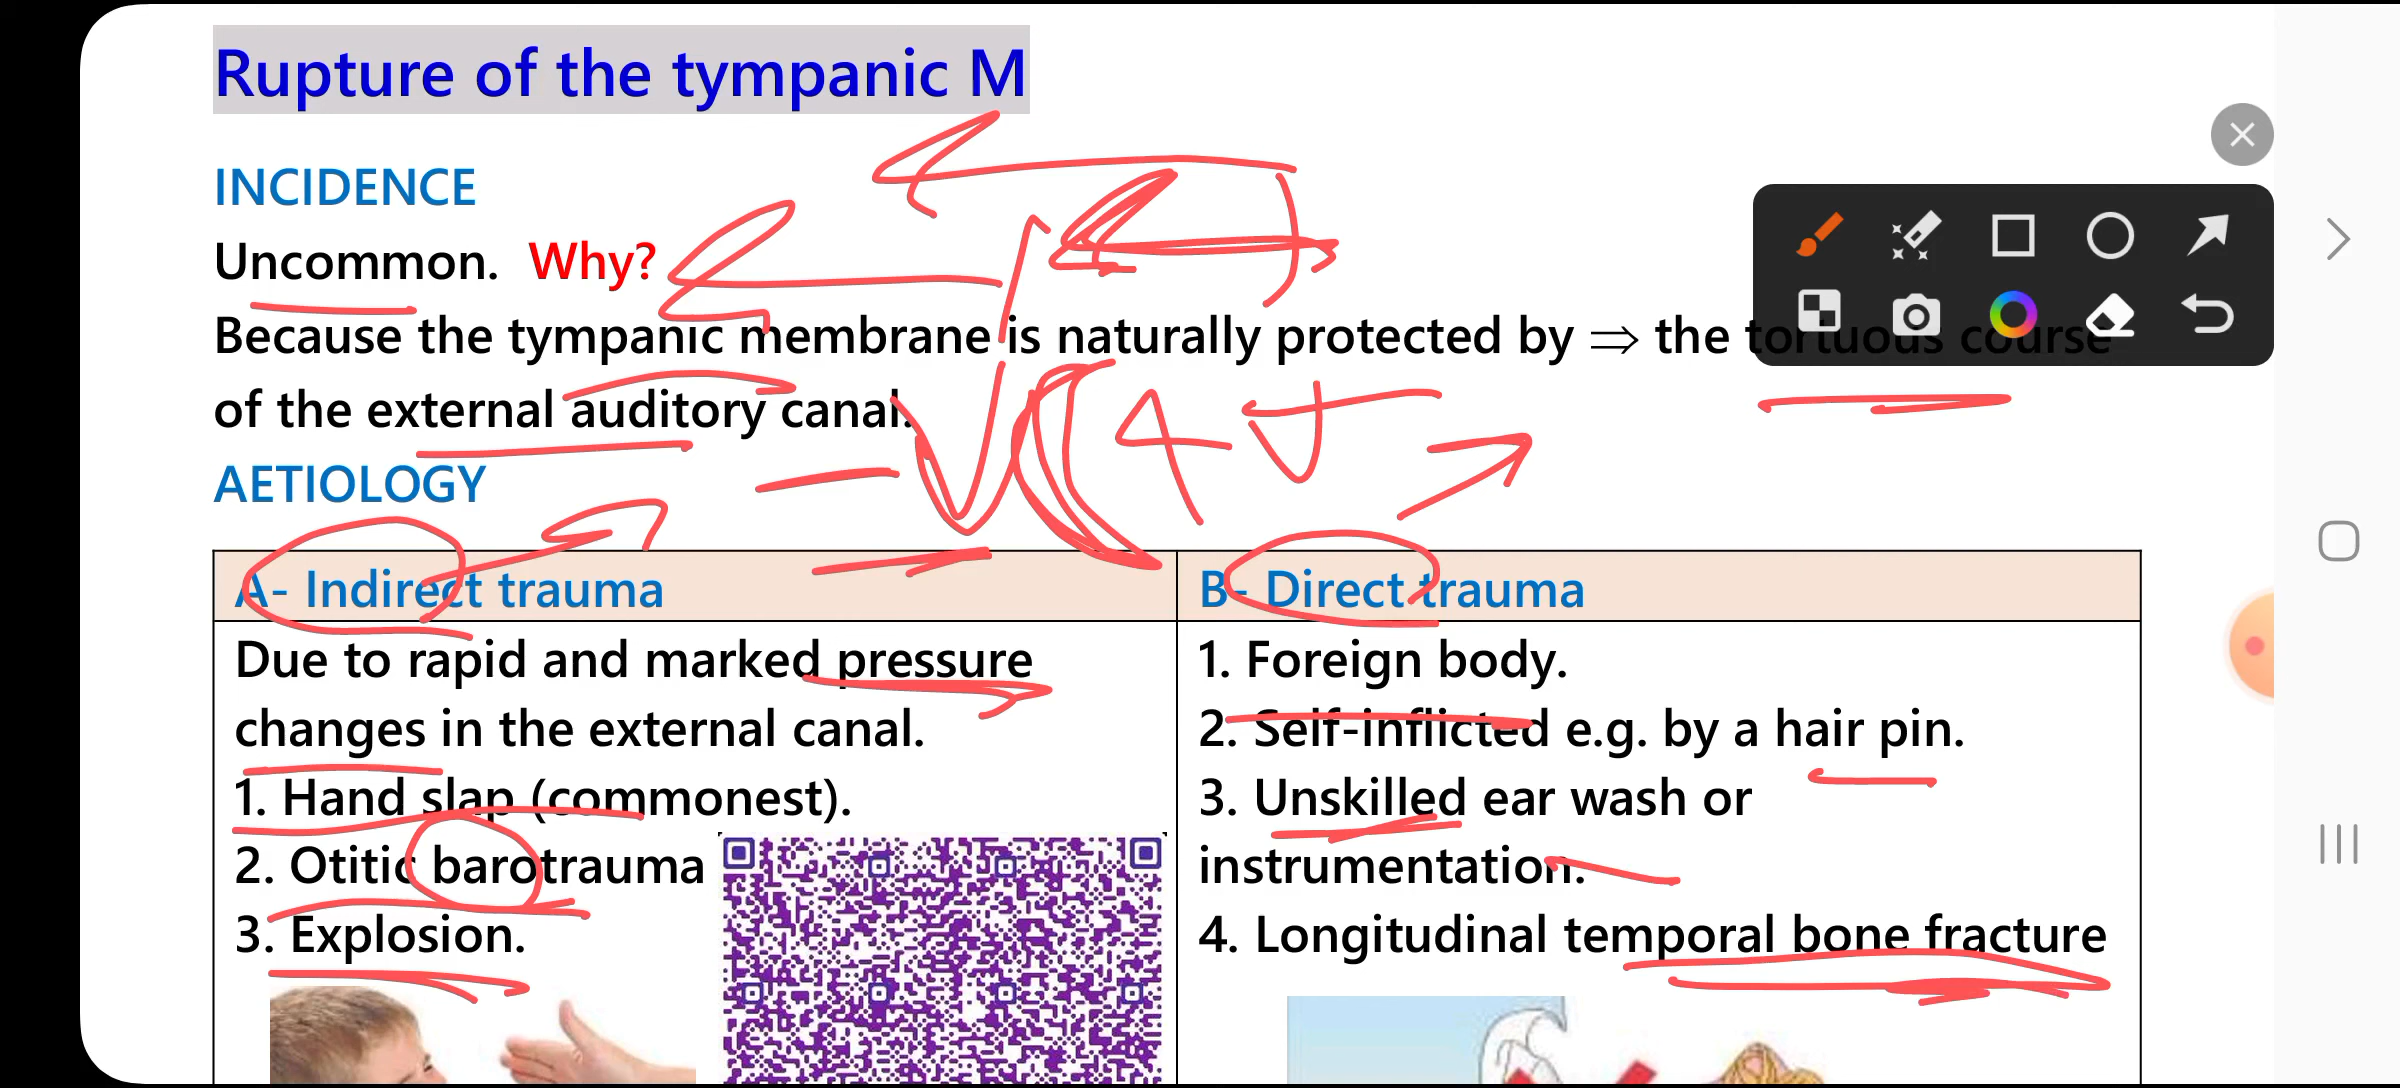 Rupture of the tympanic M
INCIDENCE
Uncommon. Why?
Because the tympanic membrane is naturally protected by ⇒ the tortuous course
of the external auditory canal.
AETIOLOGY
A- Indirect trauma
Due to rapid and marked pressure
changes in the external canal.
1. Hand slap (commonest).
2. Otitic barotrauma
3. Explosion.
B- Direct trauma
1. Foreign body.
2. Self-inflicted e.g. by a hair pin.
3. Unskilled ear wash or
instrumentation.
4. Longitudinal temporal bone fracture